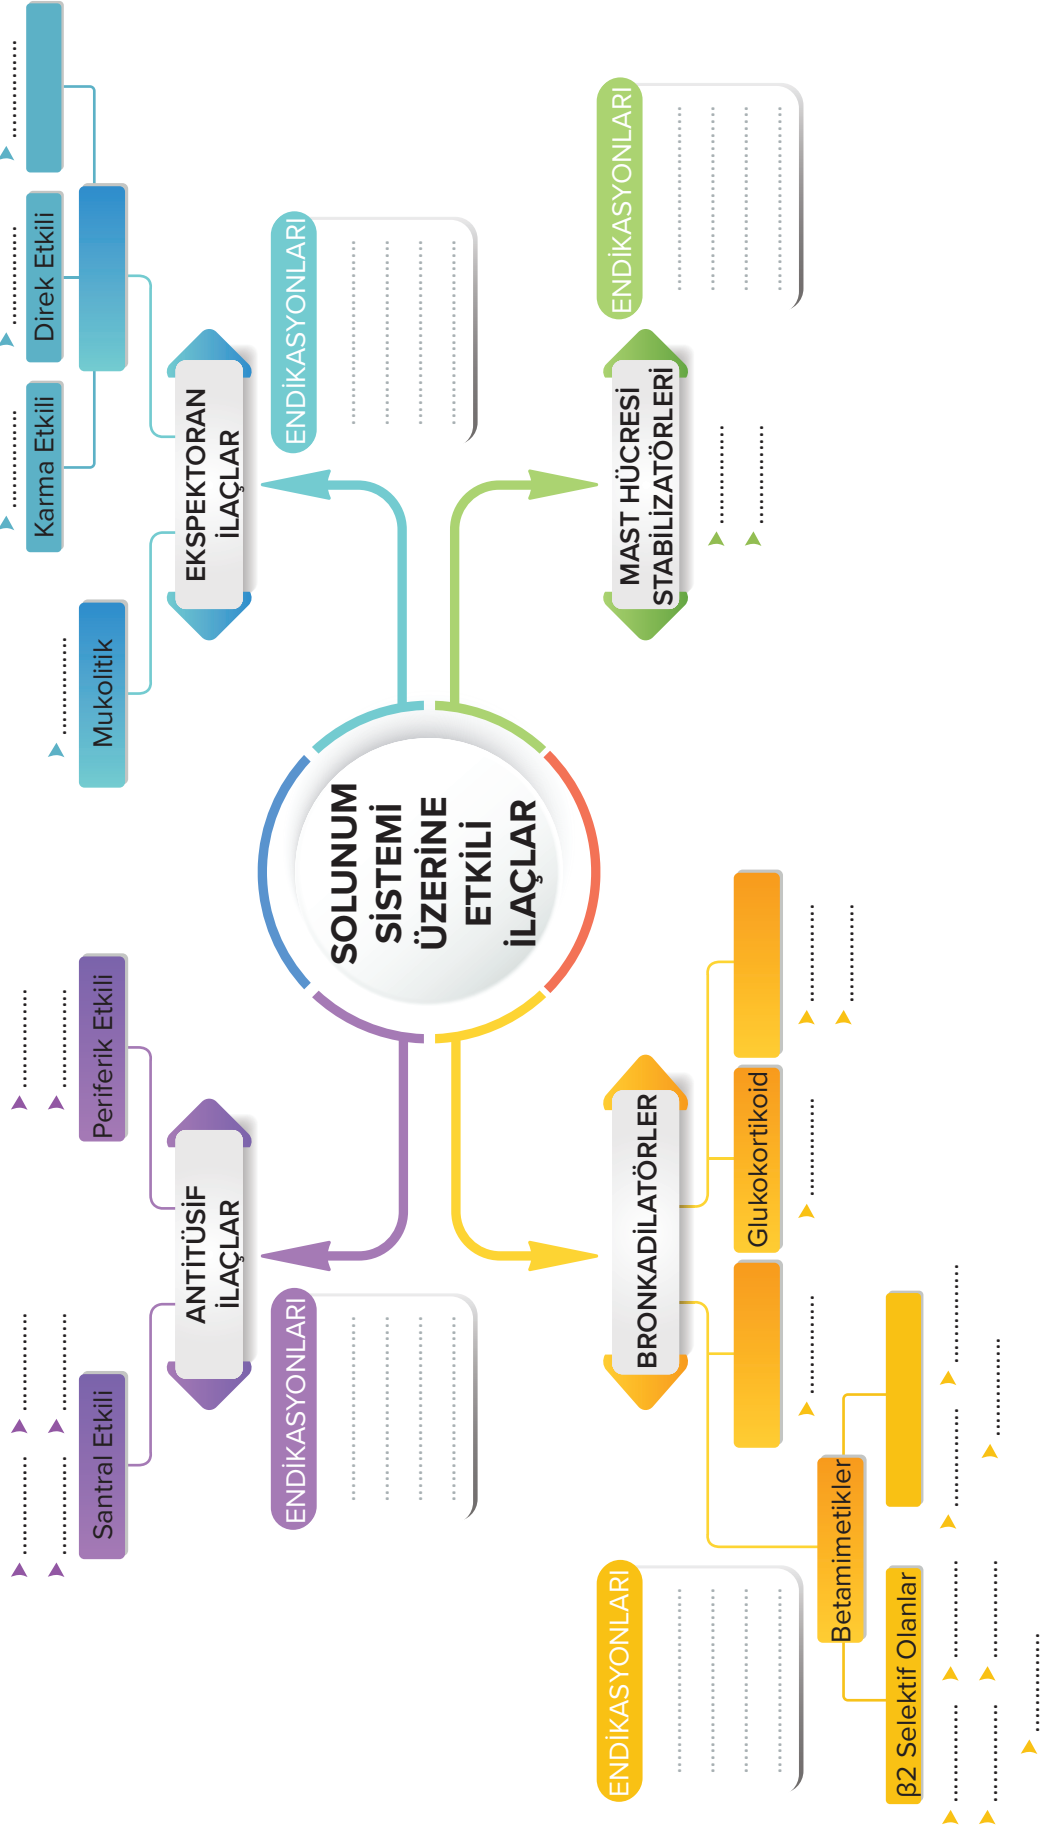 SOLUNUM
SİSTEMİ
ÜZERİNE
ETKİLİ
İLAÇLAR
ANTİTÜSİF
İLAÇLAR
Santral Etkili
Periferik Etkili
ENDİKASYONLARI
EKSPEKTORAN
İLAÇLAR
Mukolitik
Karma Etkili
Direk Etkili
ENDİKASYONLARI
BRONKADİLATÖRLER
Betamimetikler
β2 Selektif Olanlar
Glukokortikoid
ENDİKASYONLARI
MAST HÜCRESİ
STABİLİZATÖRLERİ
ENDİKASYONLARI